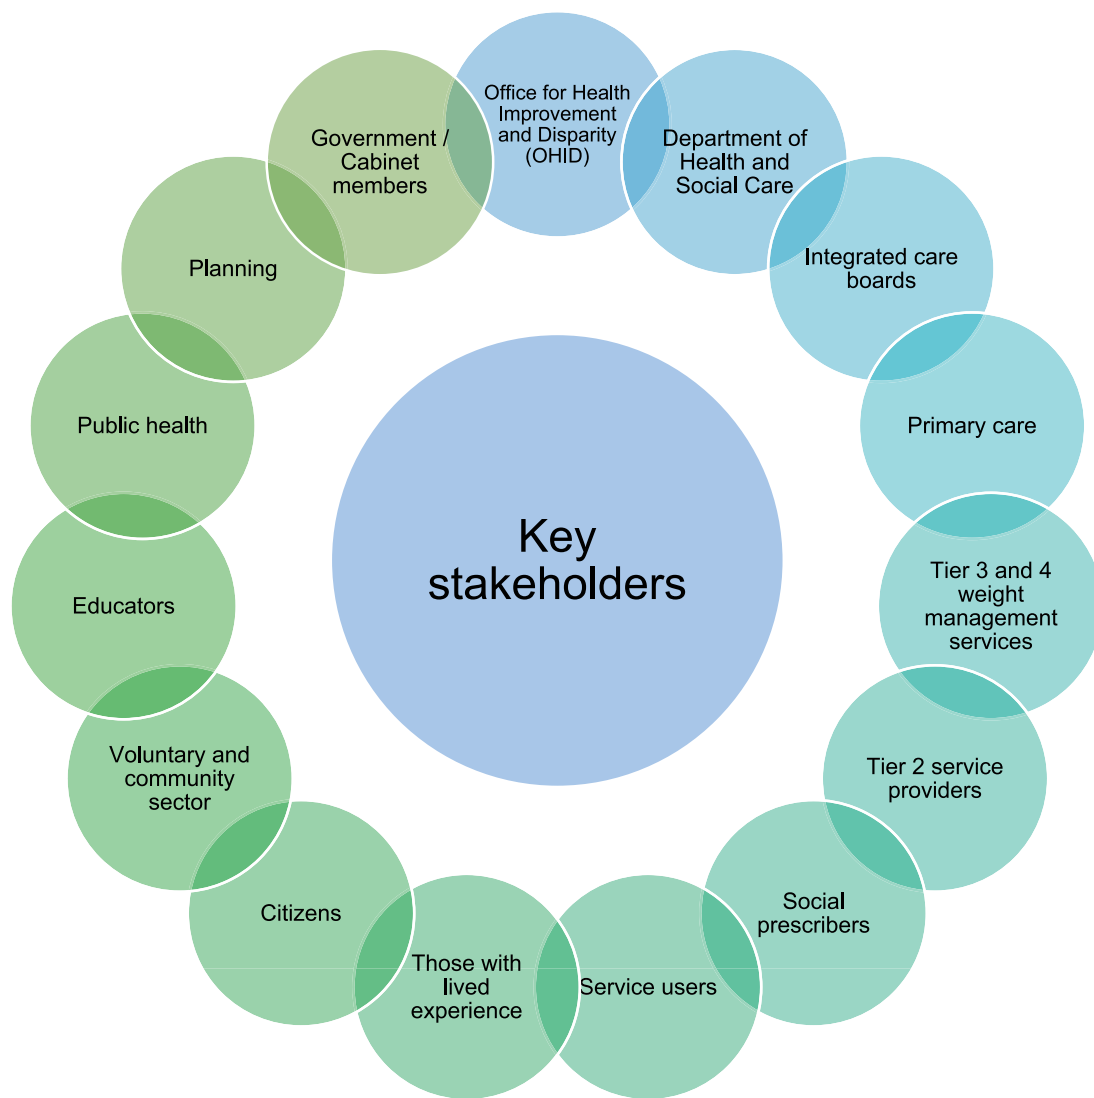 Office for Health
Improvement
and Disparity
(OHID)
Department of
Health and
Social Care
Integrated care
boards
Primary care
Tier 3 and 4
weight
management
services
Tier 2 service
providers
Social
prescribers
Service users
Those with
lived
experience
Citizens
Voluntary and
community
sector
Educators
Public health
Planning
Government /
Cabinet
members
Key
stakeholders